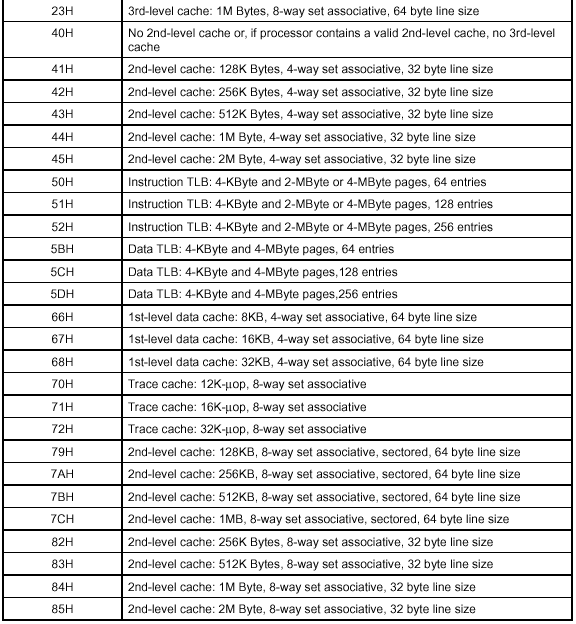 23H 3rd-level cache: 1M Bytes, 8-way set associative, 64 byte line size
40H No 2nd-level cache or, if processor contains a valid 2nd-level cache, no 3rd-level
cache
41H 2nd-level cache: 128K Bytes, 4-way set associative, 32 byte line size
42H 2nd-level cache: 256K Bytes, 4-way set associative, 32 byte line size
43H 2nd-level cache: 512K Bytes, 4-way set associative, 32 byte line size
44H 2nd-level cache: 1M Byte, 4-way set associative, 32 byte line size
45H 2nd-level cache: 2M Byte, 4-way set associative, 32 byte line size
50H Instruction TLB: 4-KByte and 2-MByte or 4-MByte pages, 64 entries
51H Instruction TLB: 4-KByte and 2-MByte or 4-MByte pages, 128 entries
52H Instruction TLB: 4-KByte and 2-MByte or 4-MByte pages, 256 entries
5BH Data TLB: 4-KByte and 4-MByte pages, 64 entries
5CH Data TLB: 4-KByte and 4-MByte pages,128 entries
5DH Data TLB: 4-KByte and 4-MByte pages,256 entries
66H 1st-level data cache: 8KB, 4-way set associative, 64 byte line size
67H 1st-level data cache: 16KB, 4-way set associative, 64 byte line size
68H 1st-level data cache: 32KB, 4-way set associative, 64 byte line size
70H Trace cache: 12K-μop, 8-way set associative
71H Trace cache: 16K-μop, 8-way set associative
72H Trace cache: 32K-μop, 8-way set associative
79H 2nd-level cache: 128KB, 8-way set associative, sectored, 64 byte line size
7AH 2nd-level cache: 256KB, 8-way set associative, sectored, 64 byte line size
7BH 2nd-level cache: 512KB, 8-way set associative, sectored, 64 byte line size
7CH 2nd-level cache: 1MB, 8-way set associative, sectored, 64 byte line size
82H 2nd-level cache: 256K Bytes, 8-way set associative, 32 byte line size
83H 2nd-level cache: 512K Bytes, 8-way set associative, 32 byte line size
84H 2nd-level cache: 1M Byte, 8-way set associative, 32 byte line size
85H 2nd-level cache: 2M Byte, 8-way set associative, 32 byte line size